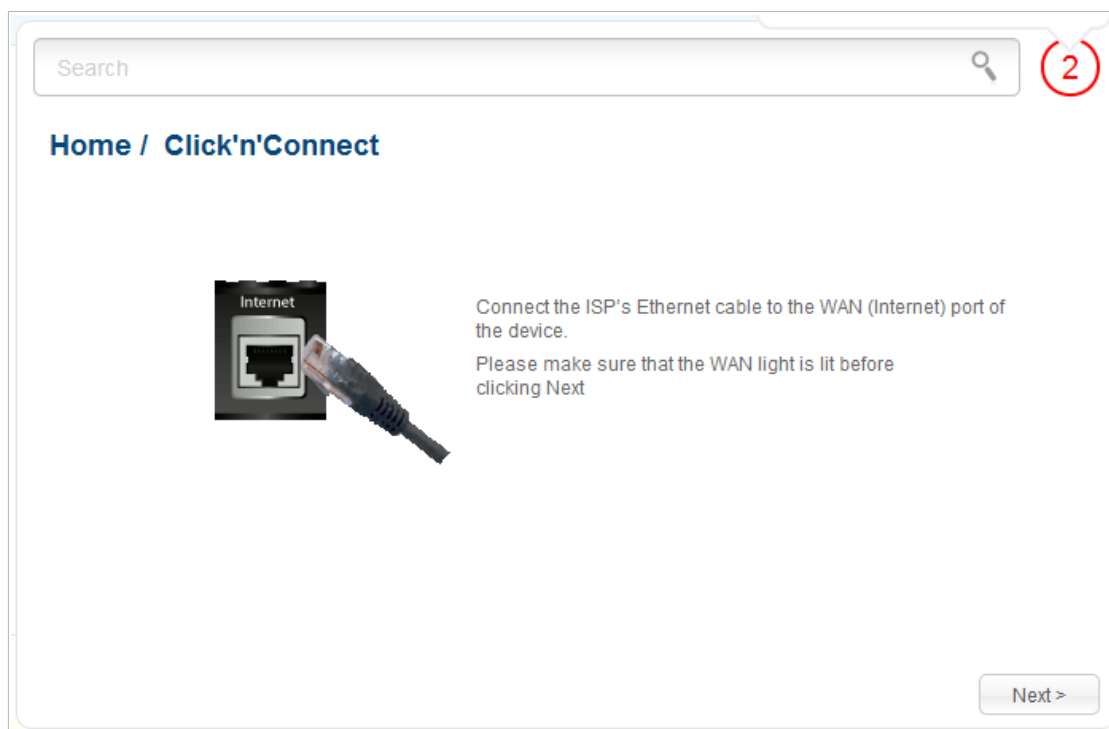 Search
2
Home / Click'n'Connect
Internet
Connect the ISP's Ethernet cable to the WAN (Internet) port of
the device.
Please make sure that the WAN light is lit before
clicking Next
Next >